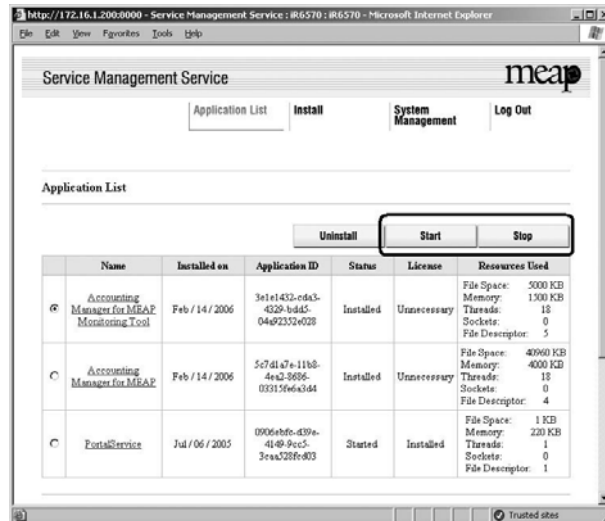 http://172.16.1.200:8000 - Service Management Service : iR6570 : iR6570 - Microsoft Internet Explorer
File Edit View Favorites Tools Help
Service Management Service
meap
Application List Install System Management Log Out
Application List
Uninstall Start Stop
Name Installed on Application ID Status License Resources Used
Accounting Manager for MEAP Monitoring Tool Feb / 14 / 2006 3e1e1432-cda3-4329-bdd5-04a92352e028 Installed Unnecessary
File Space: 5000 KB
Memory: 1500 KB
Threads: 18
Sockets: 0
File Descriptor: 5
Accounting Manager for MEAP Feb / 14 / 2006 5c7d1a7e-11b8-4ea2-8686-03315fe6a3d4 Installed Unnecessary
File Space: 40960 KB
Memory: 4000 KB
Threads: 18
Sockets: 0
File Descriptor: 4
PortalService Jul / 06 / 2005 0906ebfc-d39e-4149-9cc5-3caa528fcd03 Started Installed
File Space: 1 KB
Memory: 220 KB
Threads: 1
Sockets: 0
File Descriptor: 1
Trusted sites